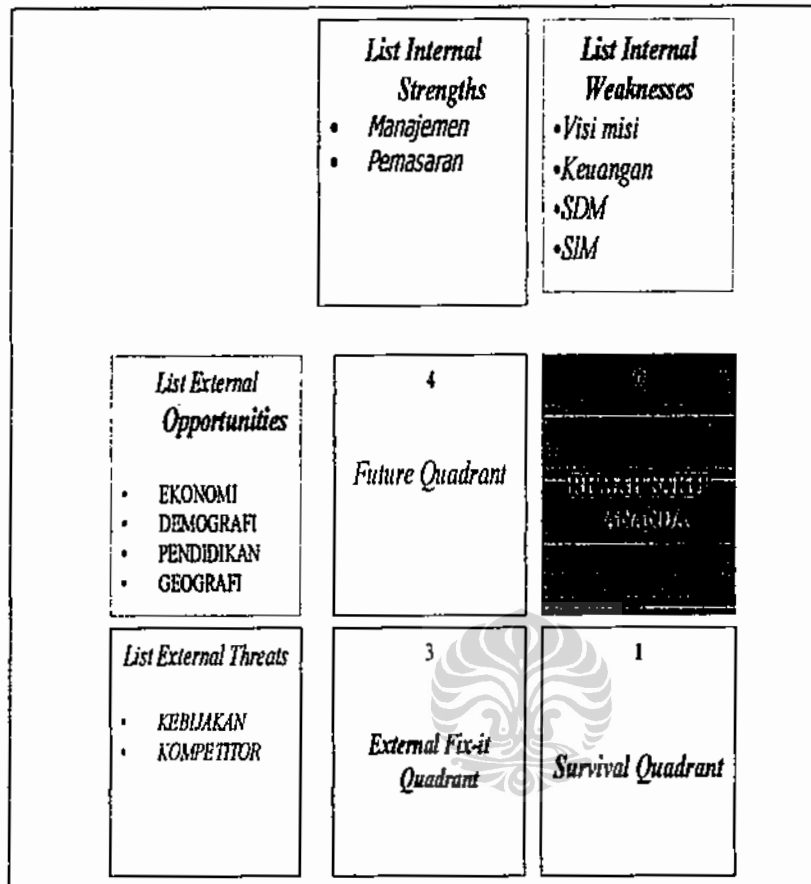 List Internal
Strengths
• Manajemen
• Pemasaran
List Internal
Weaknesses
•Visi misi
•Keuangan
•SDM
•SIM
List External
Opportunities
• EKONOMI
• DEMOGRAFI
• PENDIDIKAN
• GEOGRAFI
4
Future Quadrant
ANANDA
List External Threats
• KEBIJAKAN
• KOMPETITOR
3
External Fix-it
Quadrant
1
Survival Quadrant